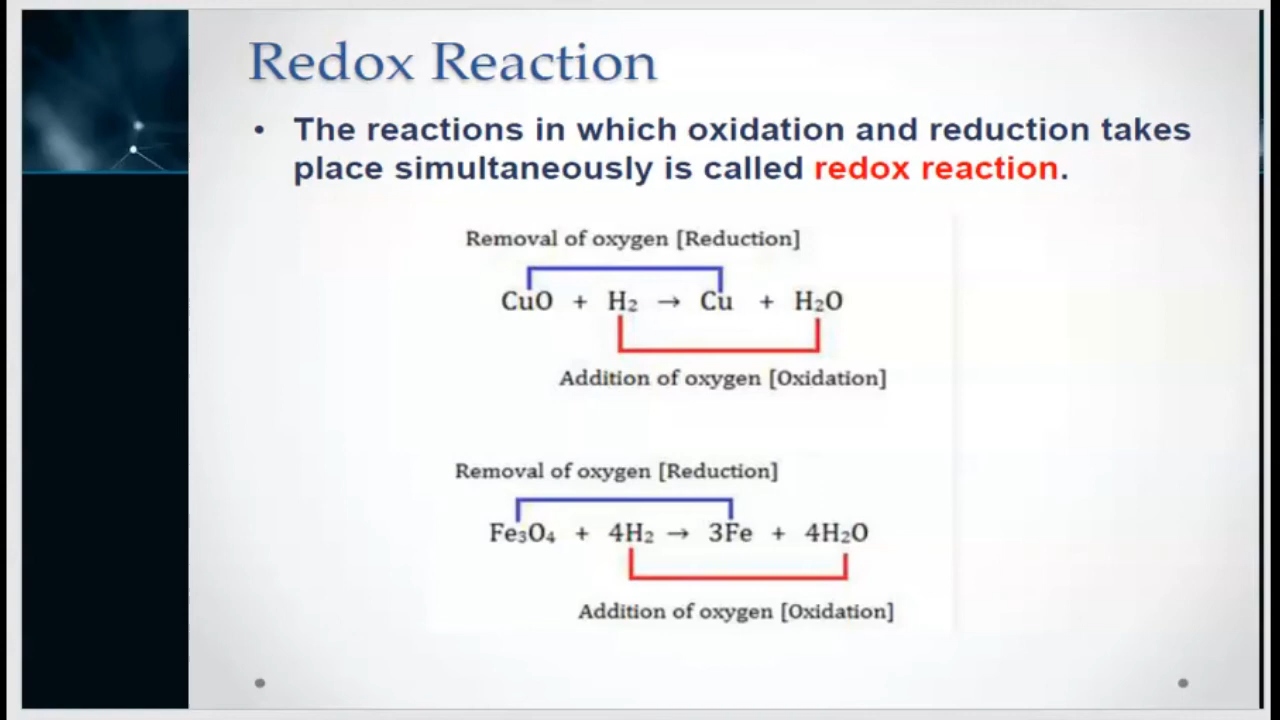 Redox Reaction
• The reactions in which oxidation and reduction takes
place simultaneously is called redox reaction.
Removal of oxygen [Reduction]
CuO + H₂ → Cu + H₂O
Addition of oxygen [Oxidation]
Removal of oxygen [Reduction]
Fe₃O₄ + 4H₂ → 3Fe + 4H₂O
Addition of oxygen [Oxidation]